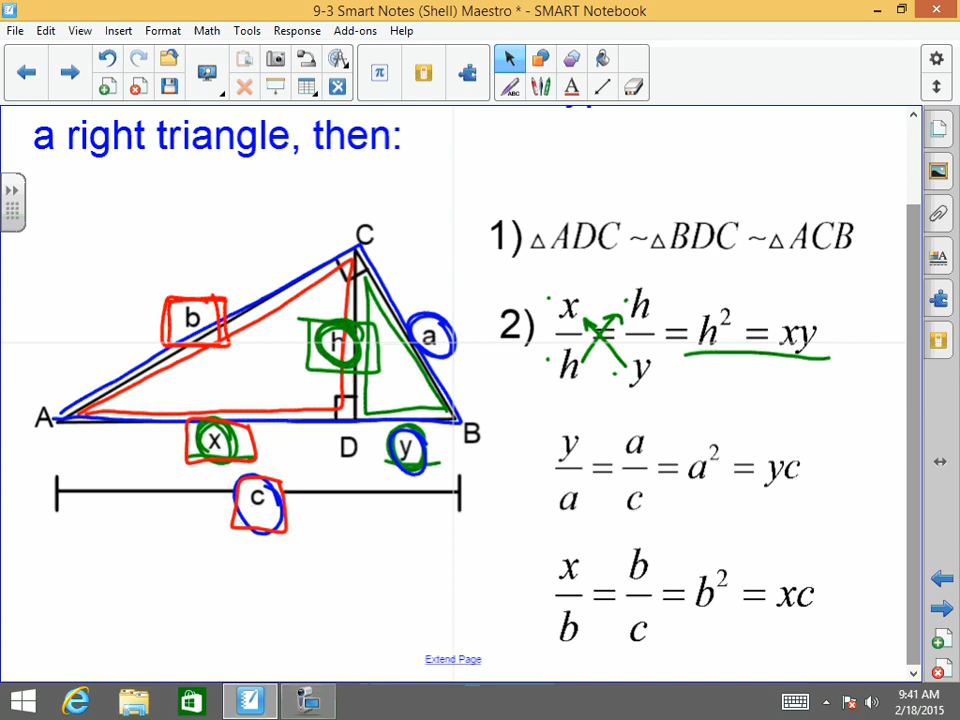 9-3 Smart Notes (Shell) Maestro * - SMART Notebook
File Edit View Insert Format Math Tools Response Add-ons Help
π
ABC
A
a right triangle, then:
C
b
h
a
A
x
D
y
B
c
1) △ADC ~△BDC ~△ACB
2) x/h = h/y = h² = xy
y/a = a/c = a² = yc
x/b = b/c = b² = xc
Extend Page
9:41 AM
2/18/2015